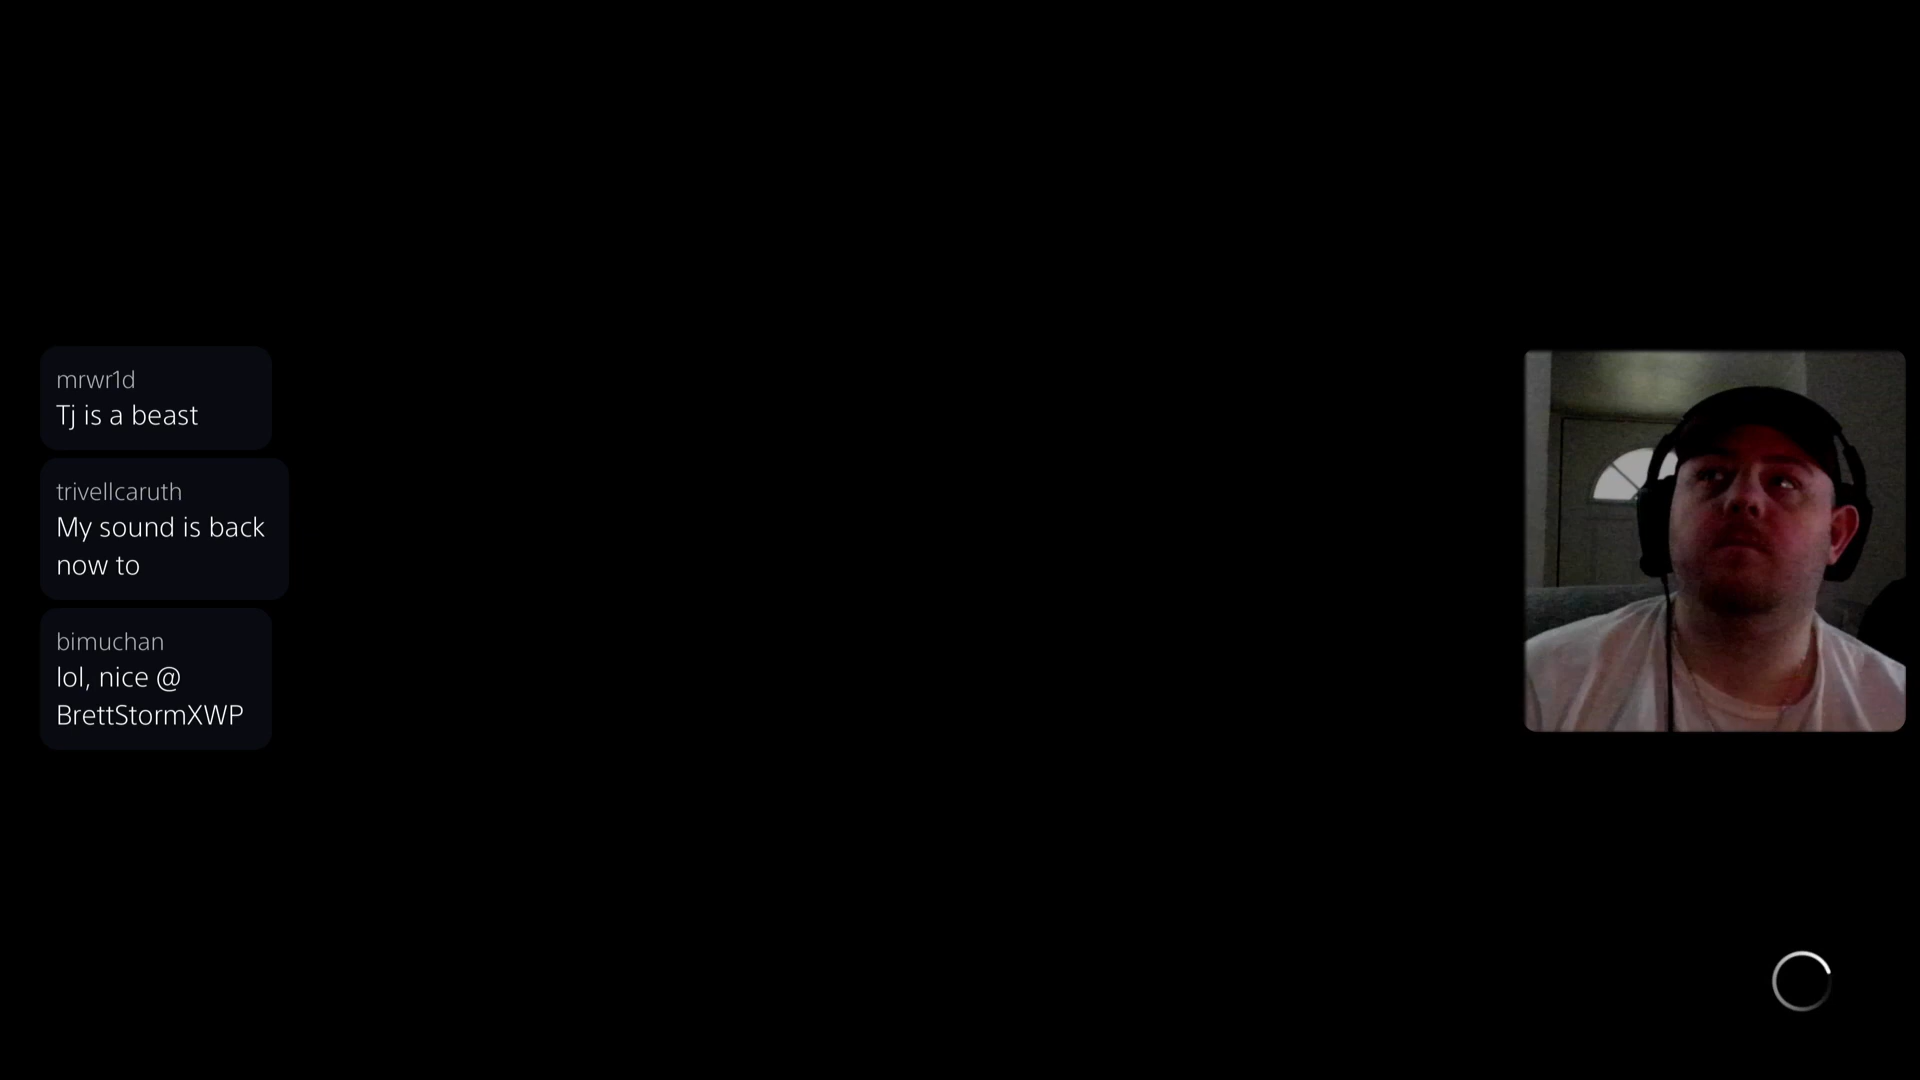 mrwr1d
Tj is a beast
trivellcaruth
My sound is back
now to
bimuchan
lol, nice @
BrettStormXWP